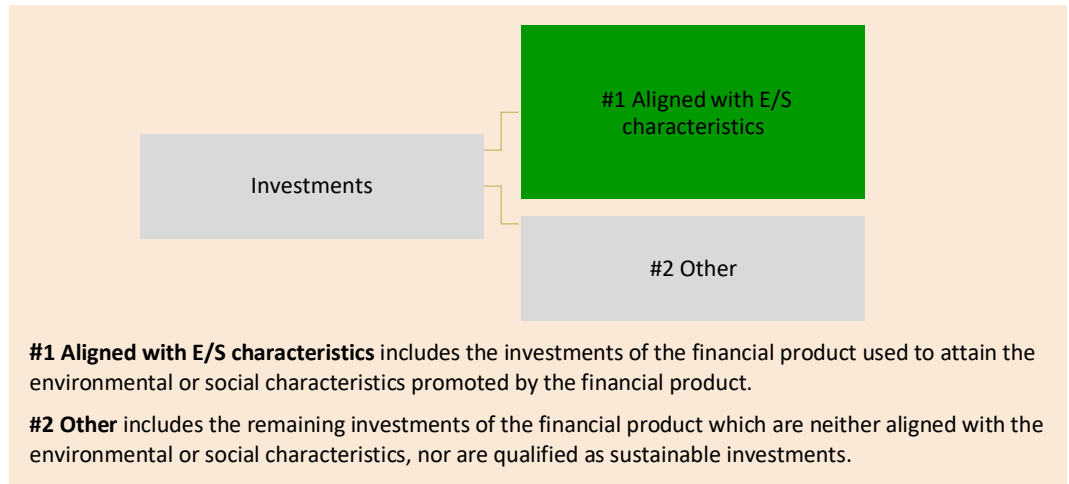 #1 Aligned with E/S
characteristics
Investments
#2 Other
#1 Aligned with E/S characteristics includes the investments of the financial product used to attain the
environmental or social characteristics promoted by the financial product.
#2 Other includes the remaining investments of the financial product which are neither aligned with the
environmental or social characteristics, nor are qualified as sustainable investments.